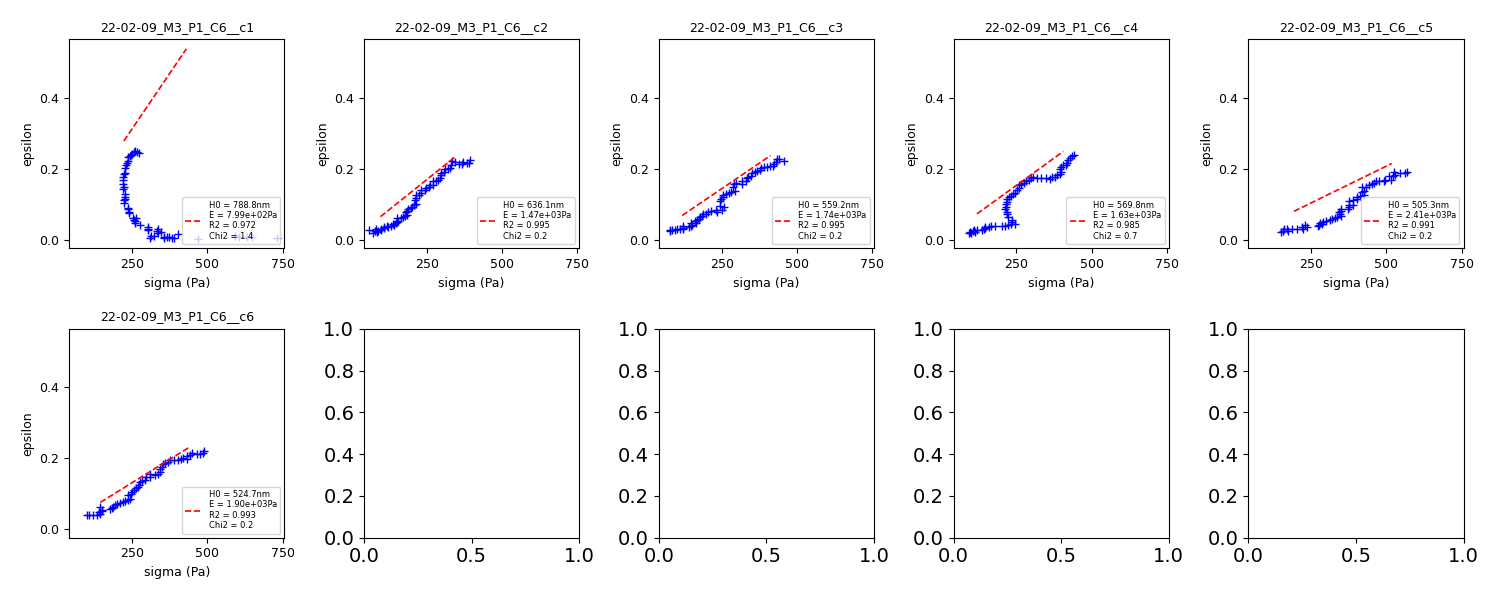 22-02-09_M3_P1_C6__c1
epsilon
0.4
0.2
0.0
H0 = 788.8nm
E = 7.99e+02Pa
R2 = 0.972
Chi2 = 1.4
250 500 750
sigma (Pa)
22-02-09_M3_P1_C6__c2
epsilon
0.4
0.2
0.0
H0 = 636.1nm
E = 1.47e+03Pa
R2 = 0.995
Chi2 = 0.2
250 500 750
sigma (Pa)
22-02-09_M3_P1_C6__c3
epsilon
0.4
0.2
0.0
H0 = 559.2nm
E = 1.74e+03Pa
R2 = 0.995
Chi2 = 0.2
250 500 750
sigma (Pa)
22-02-09_M3_P1_C6__c4
epsilon
0.4
0.2
0.0
H0 = 569.8nm
E = 1.63e+03Pa
R2 = 0.985
Chi2 = 0.7
250 500 750
sigma (Pa)
22-02-09_M3_P1_C6__c5
epsilon
0.4
0.2
0.0
H0 = 505.3nm
E = 2.41e+03Pa
R2 = 0.991
Chi2 = 0.2
250 500 750
sigma (Pa)
22-02-09_M3_P1_C6__c6
epsilon
0.4
0.2
0.0
H0 = 524.7nm
E = 1.90e+03Pa
R2 = 0.993
Chi2 = 0.2
250 500 750
sigma (Pa)
1.0
0.8
0.6
0.4
0.2
0.0
0.0 0.5 1.0
1.0
0.8
0.6
0.4
0.2
0.0
0.0 0.5 1.0
1.0
0.8
0.6
0.4
0.2
0.0
0.0 0.5 1.0
1.0
0.8
0.6
0.4
0.2
0.0
0.0 0.5 1.0